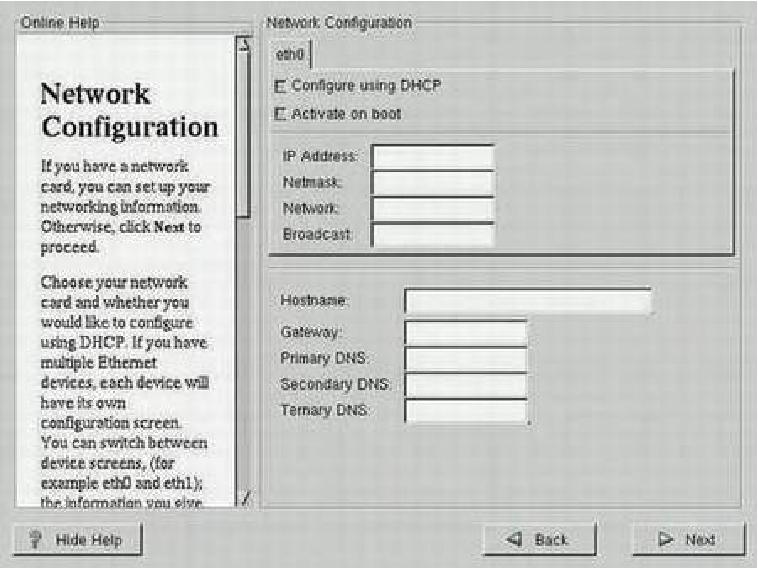 Online Help
Network
Configuration
If you have a network
card, you can set up your
networking information.
Otherwise, click Next to
proceed.
Choose your network
card and whether you
would like to configure
using DHCP. If you have
multiple Ethernet
devices, each device will
have its own
configuration screen.
You can switch between
device screens, (for
example eth0 and eth1);
the information you give
Network Configuration
eth0
Configure using DHCP
Activate on boot
IP Address:
Netmask:
Network:
Broadcast:
Hostname:
Gateway:
Primary DNS:
Secondary DNS:
Ternary DNS:
Hide Help
Back
Next